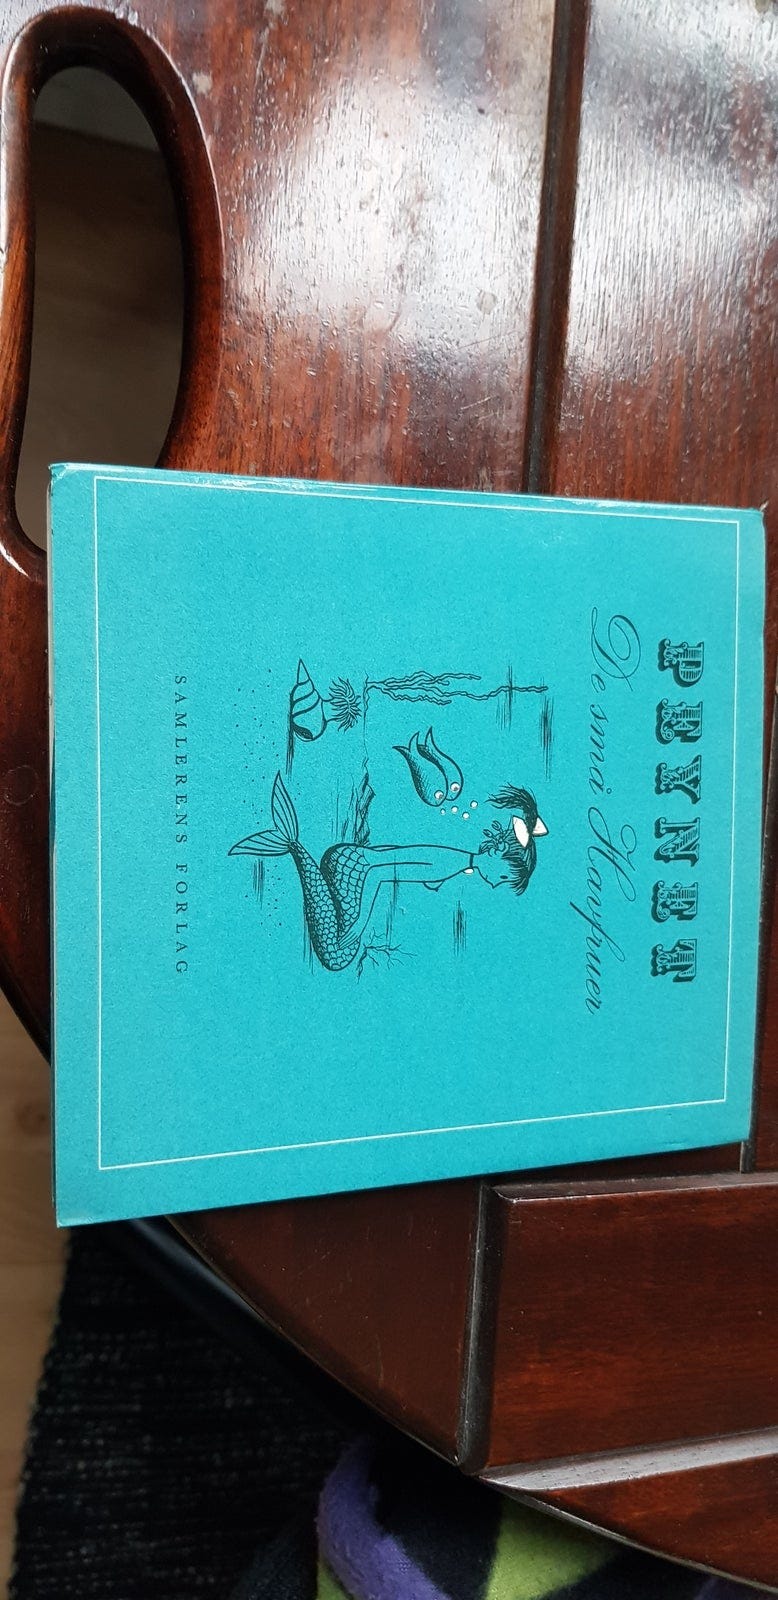 PEYNET
De små Havfruer
SAMLERENS FORLAG